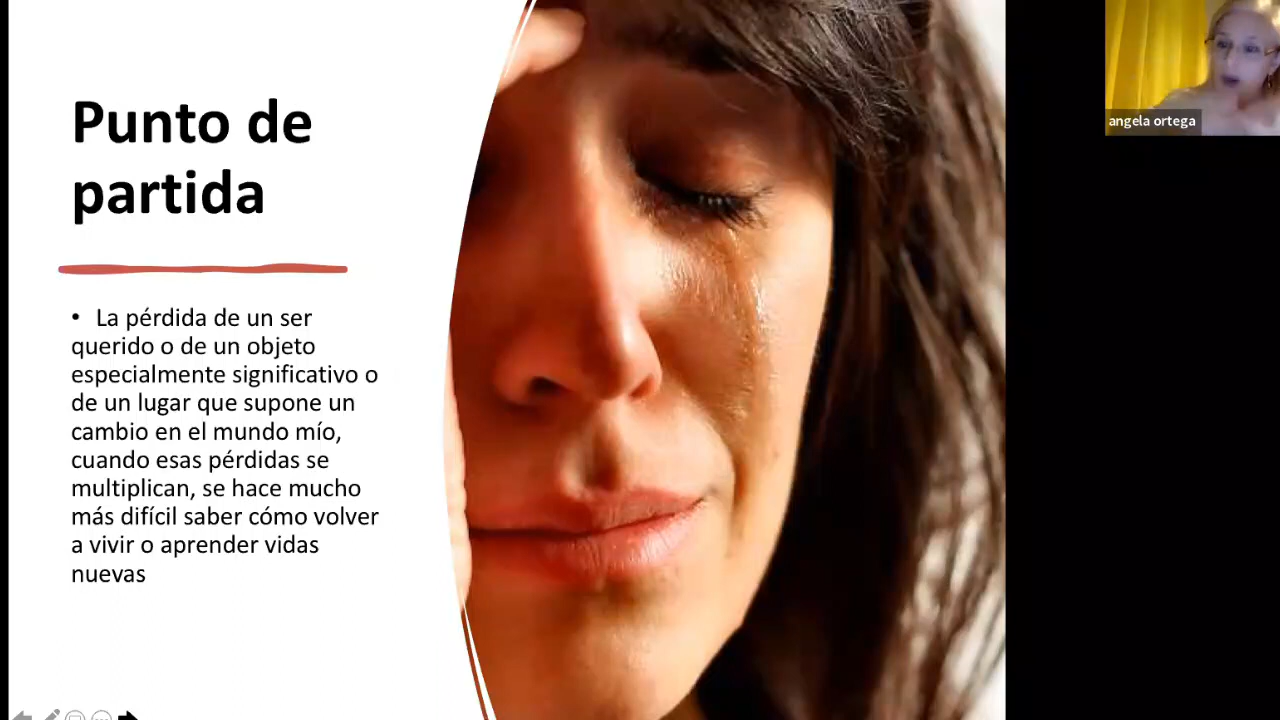 Punto de
partida
• La pérdida de un ser
querido o de un objeto
especialmente significativo o
de un lugar que supone un
cambio en el mundo mío,
cuando esas pérdidas se
multiplican, se hace mucho
más difícil saber cómo volver
a vivir o aprender vidas
nuevas
angela ortega